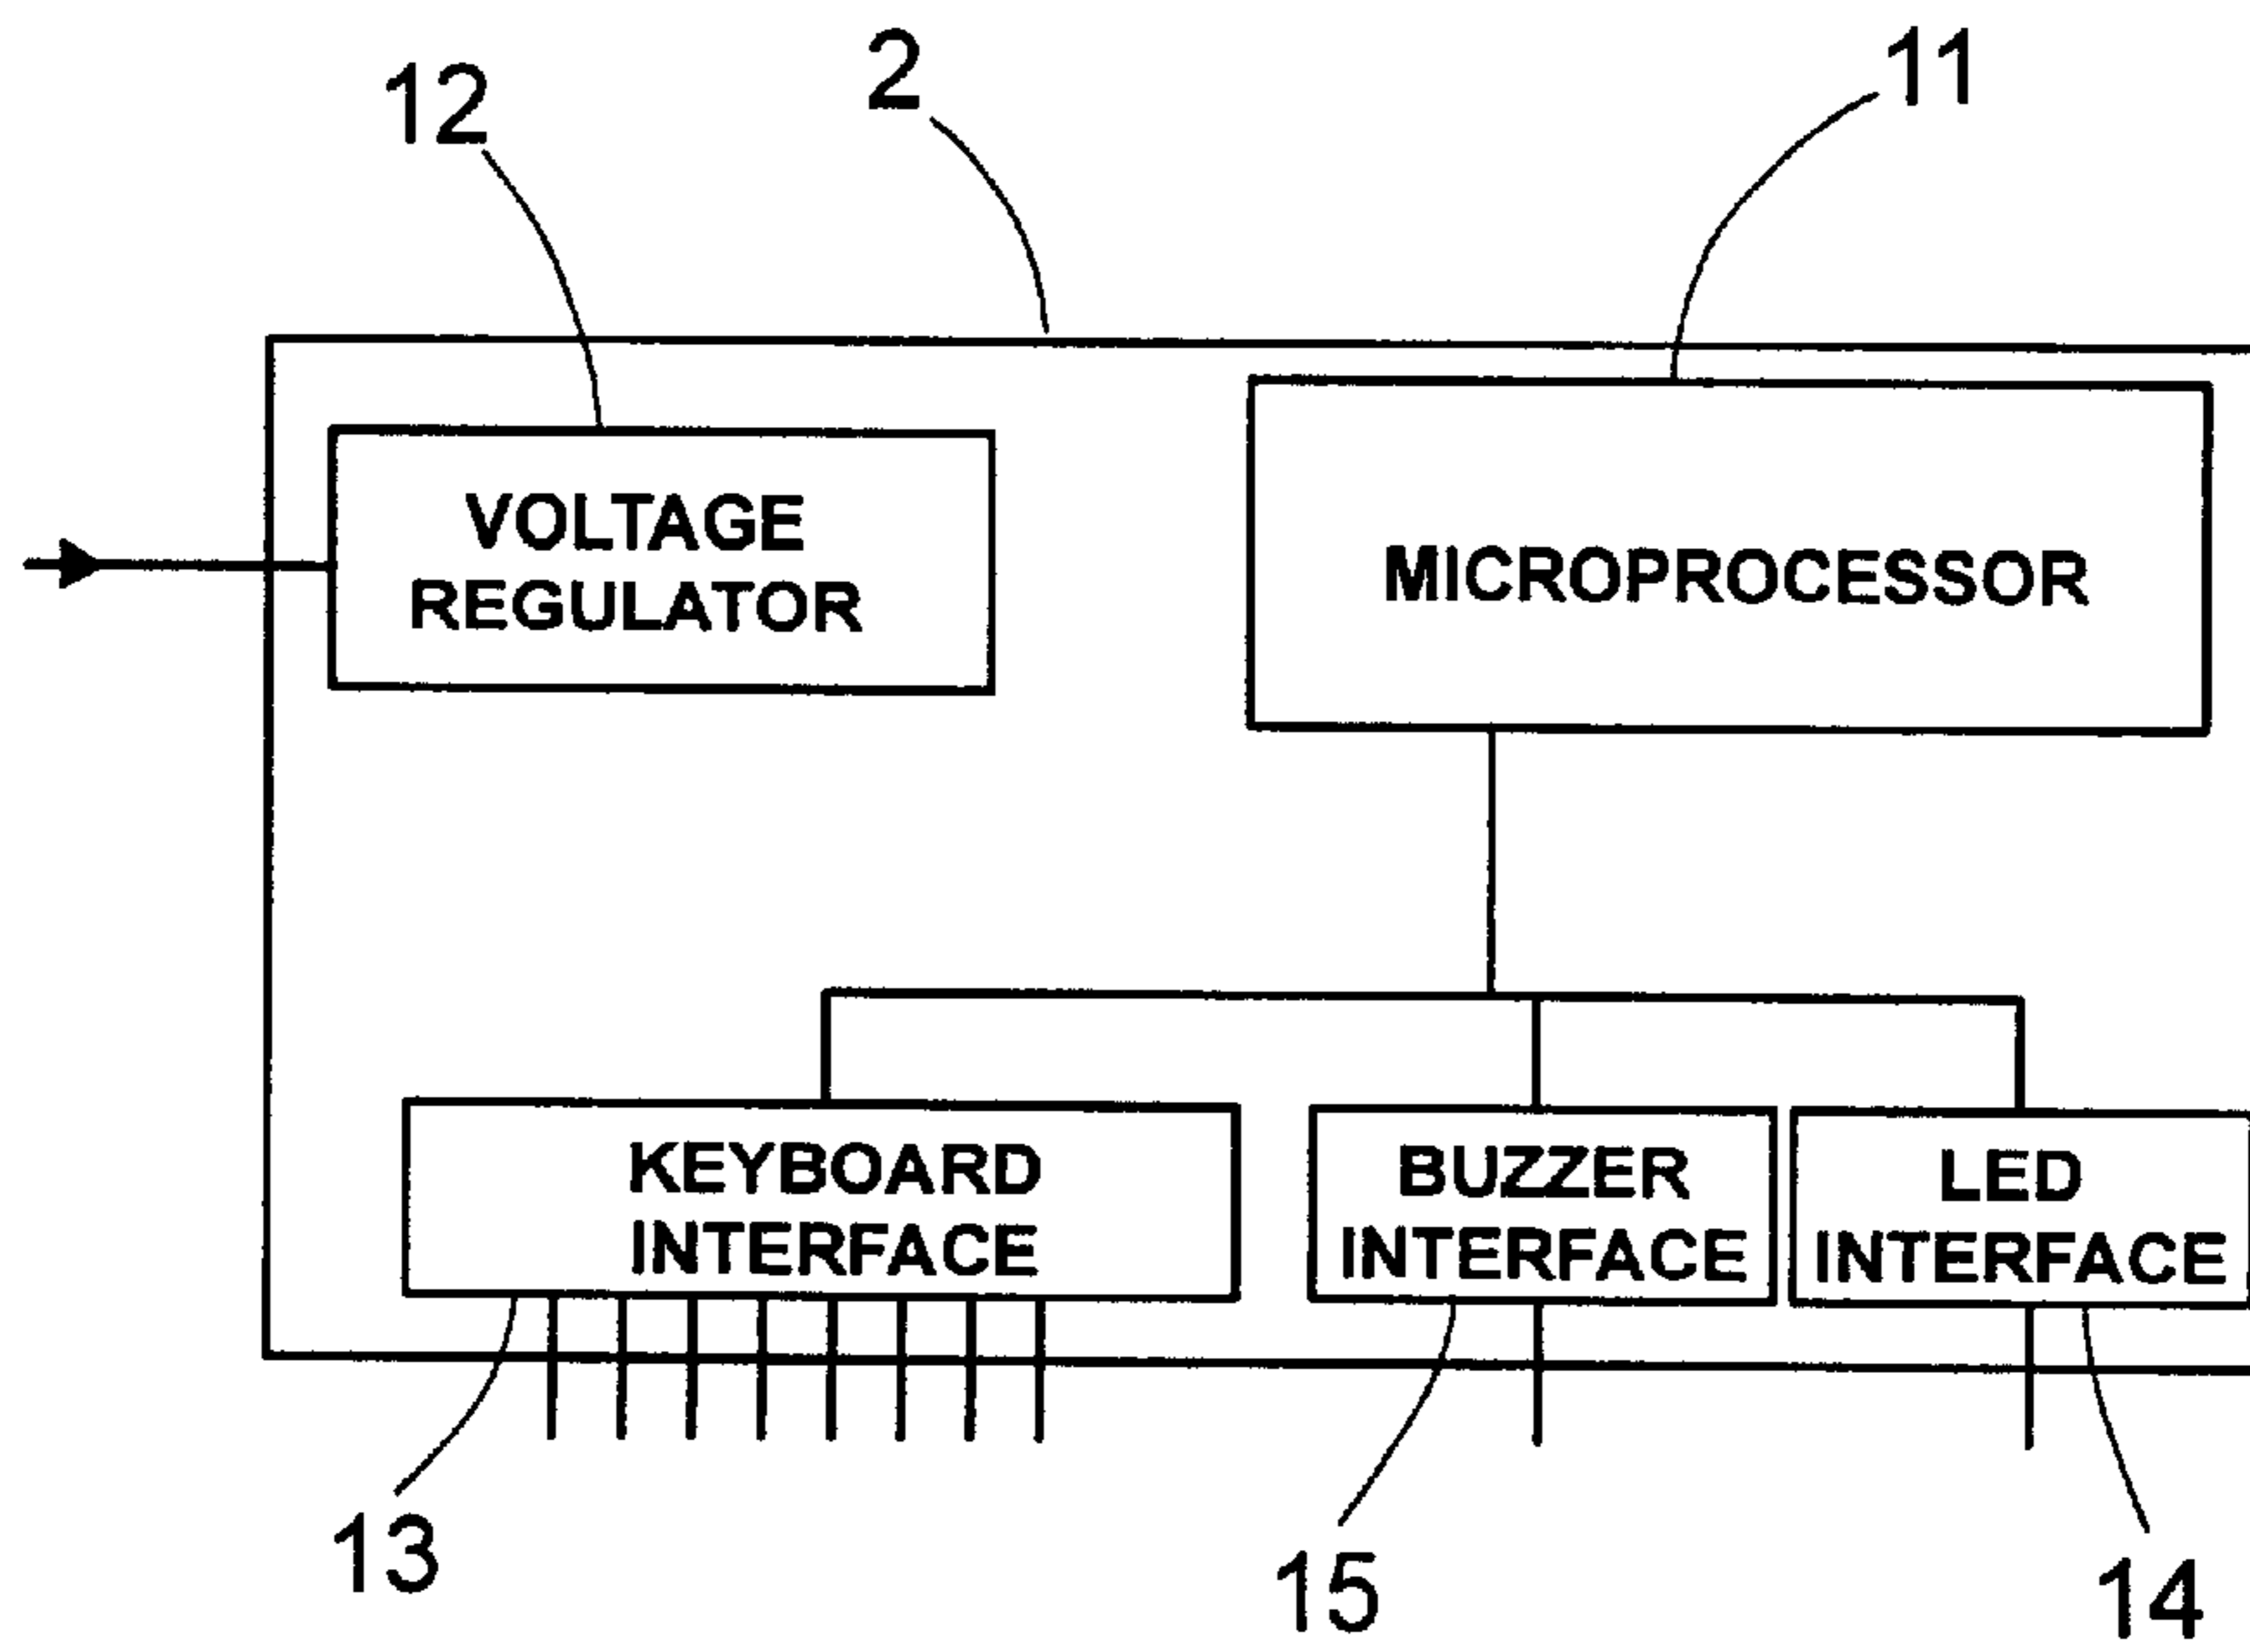 12
2
11
VOLTAGE
REGULATOR
MICROPROCESSOR
KEYBOARD
INTERFACE
BUZZER
INTERFACE
LED
INTERFACE
13
15
14